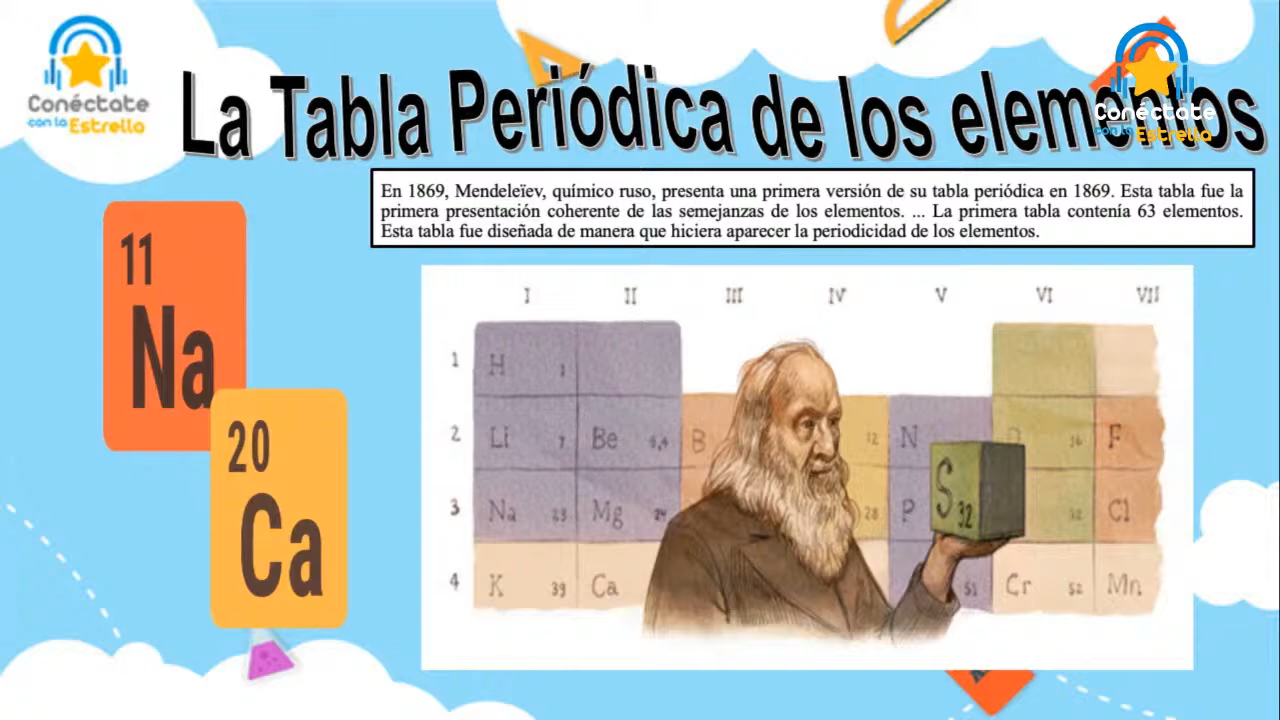 Conéctate
con la Estrella
La Tabla Periódica de los elementos
Conéctate
con la Estrella
En 1869, Mendeleïev, químico ruso, presenta una primera versión de su tabla periódica en 1869. Esta tabla fue la
primera presentación coherente de las semejanzas de los elementos. ... La primera tabla contenía 63 elementos.
Esta tabla fue diseñada de manera que hiciera aparecer la periodicidad de los elementos.
11
Na
20
Ca
I II III IV V VI VII
1 H 1
2 Li 7 Be B 12 N 16 F
3 Na 23 Mg 24 28 P S 32 32 Cl
4 K 39 Ca 51 Cr 52 Mn